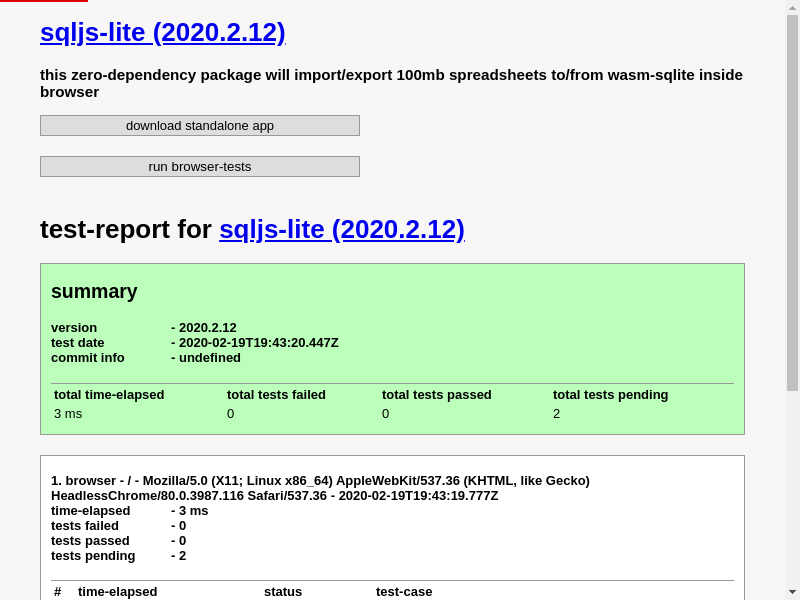 sqljs-lite (2020.2.12)
this zero-dependency package will import/export 100mb spreadsheets to/from wasm-sqlite inside
browser
download standalone app
run browser-tests
test-report for sqljs-lite (2020.2.12)
summary
version - 2020.2.12
test date - 2020-02-19T19:43:20.447Z
commit info - undefined
total time-elapsed total tests failed total tests passed total tests pending
3 ms 0 0 2
1. browser - / - Mozilla/5.0 (X11; Linux x86_64) AppleWebKit/537.36 (KHTML, like Gecko)
HeadlessChrome/80.0.3987.116 Safari/537.36 - 2020-02-19T19:43:19.777Z
time-elapsed - 3 ms
tests failed - 0
tests passed - 0
tests pending - 2
# time-elapsed status test-case